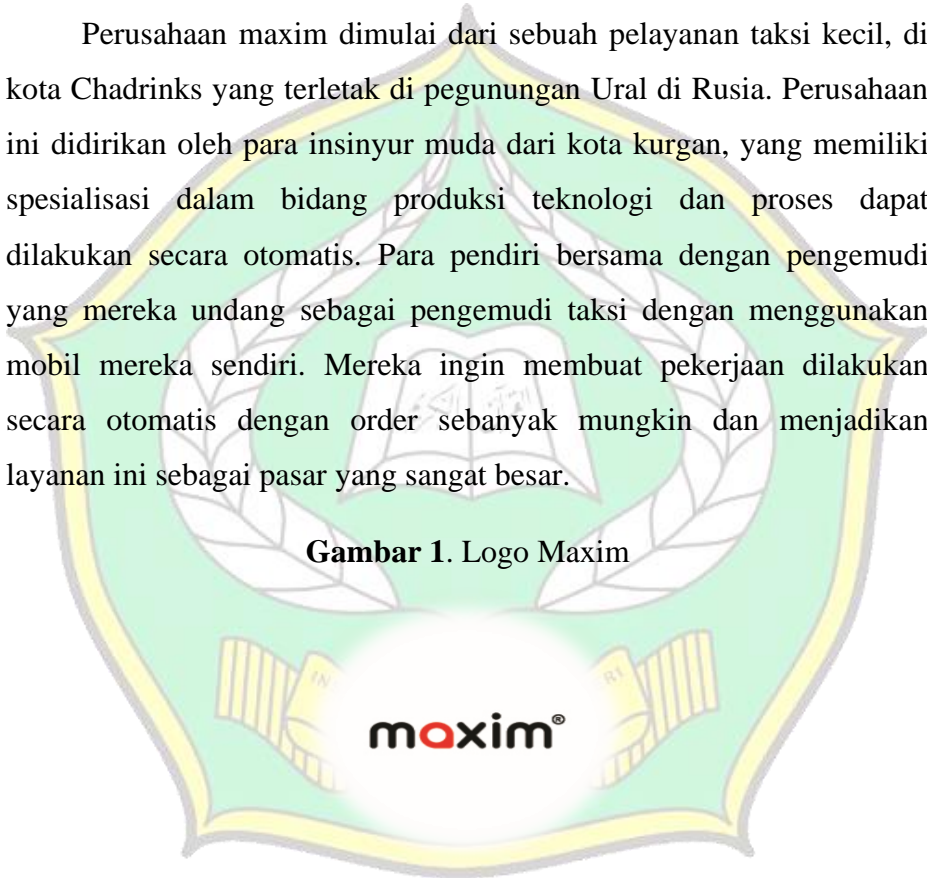 Perusahaan maxim dimulai dari sebuah pelayanan taksi kecil, di
kota Chadrinks yang terletak di pegunungan Ural di Rusia. Perusahaan
ini didirikan oleh para insinyur muda dari kota kurgan, yang memiliki
spesialisasi dalam bidang produksi teknologi dan proses dapat
dilakukan secara otomatis. Para pendiri bersama dengan pengemudi
yang mereka undang sebagai pengemudi taksi dengan menggunakan
mobil mereka sendiri. Mereka ingin membuat pekerjaan dilakukan
secara otomatis dengan order sebanyak mungkin dan menjadikan
layanan ini sebagai pasar yang sangat besar.
Gambar 1. Logo Maxim
IN RI
maxim®